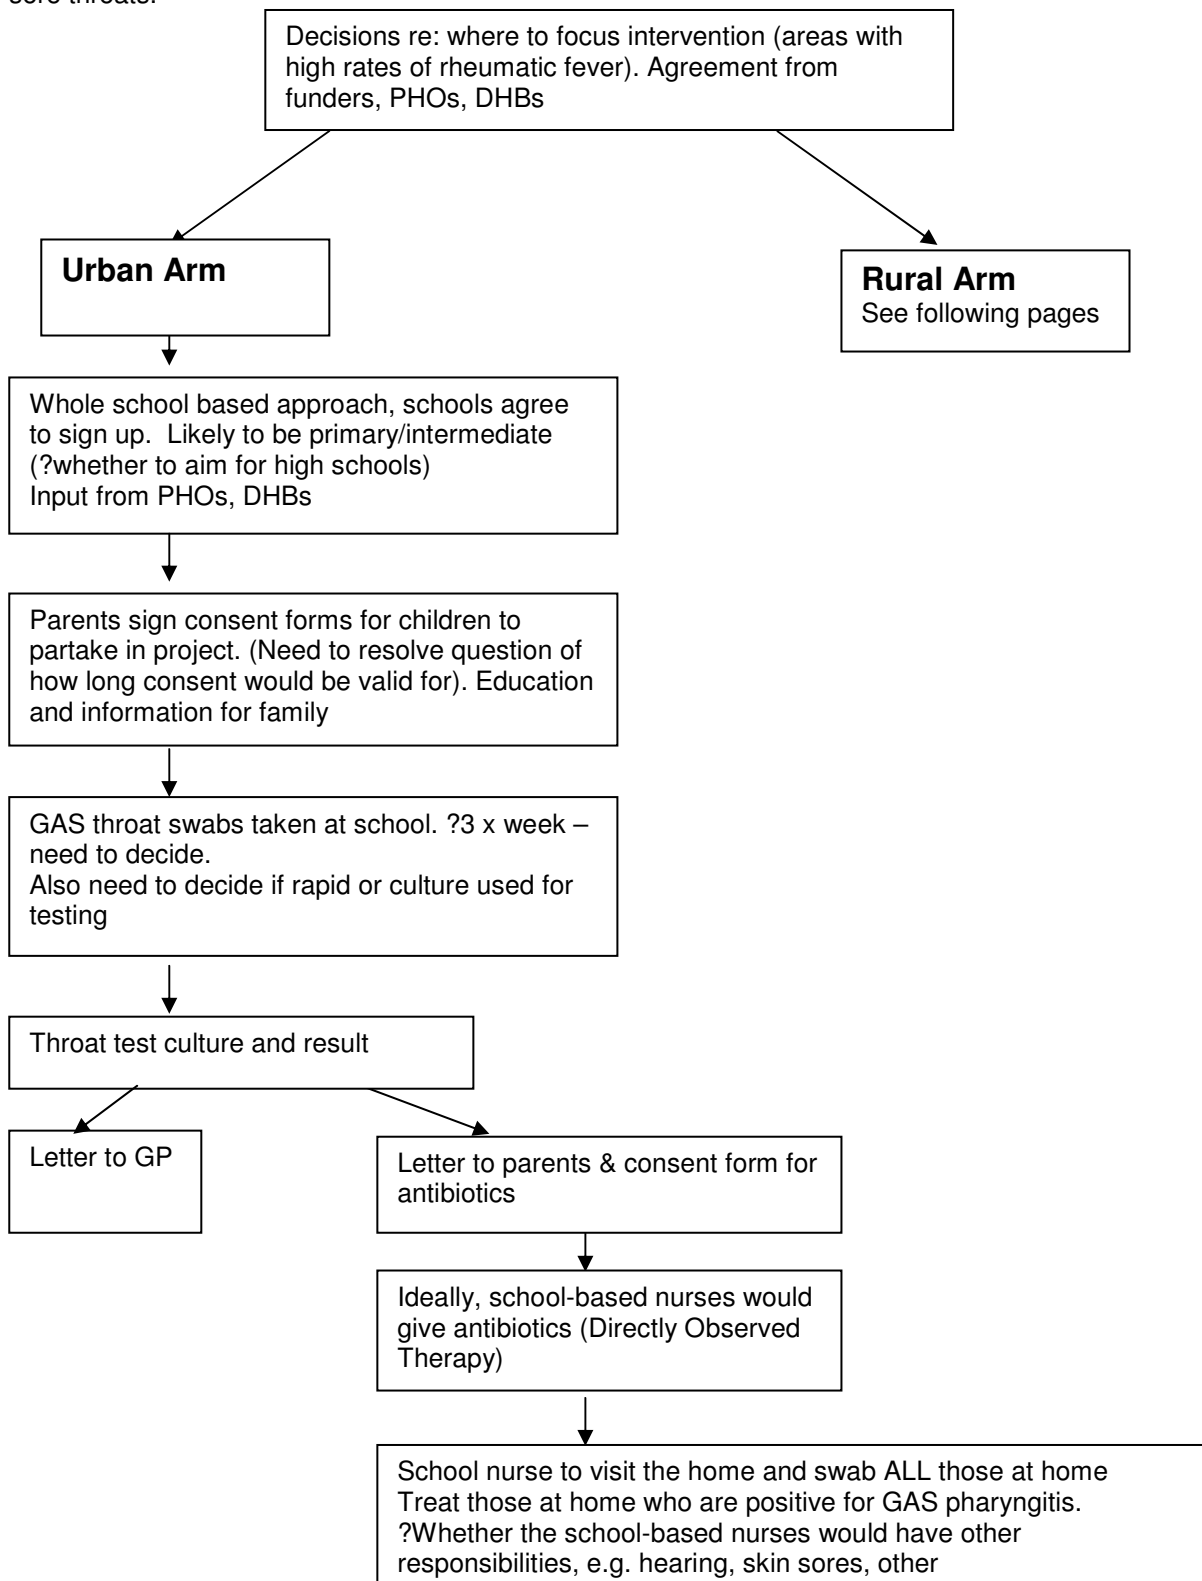 sore throats.
Decisions re: where to focus intervention (areas with
high rates of rheumatic fever). Agreement from
funders, PHOs, DHBs
Urban Arm
Rural Arm
See following pages
Whole school based approach, schools agree
to sign up.  Likely to be primary/intermediate
(?whether to aim for high schools)
Input from PHOs, DHBs
Parents sign consent forms for children to
partake in project. (Need to resolve question of
how long consent would be valid for). Education
and information for family
GAS throat swabs taken at school. ?3 x week –
need to decide.
Also need to decide if rapid or culture used for
testing
Throat test culture and result
Letter to GP
Letter to parents & consent form for
antibiotics
Ideally, school-based nurses would
give antibiotics (Directly Observed
Therapy)
School nurse to visit the home and swab ALL those at home
Treat those at home who are positive for GAS pharyngitis.
?Whether the school-based nurses would have other
responsibilities, e.g. hearing, skin sores, other